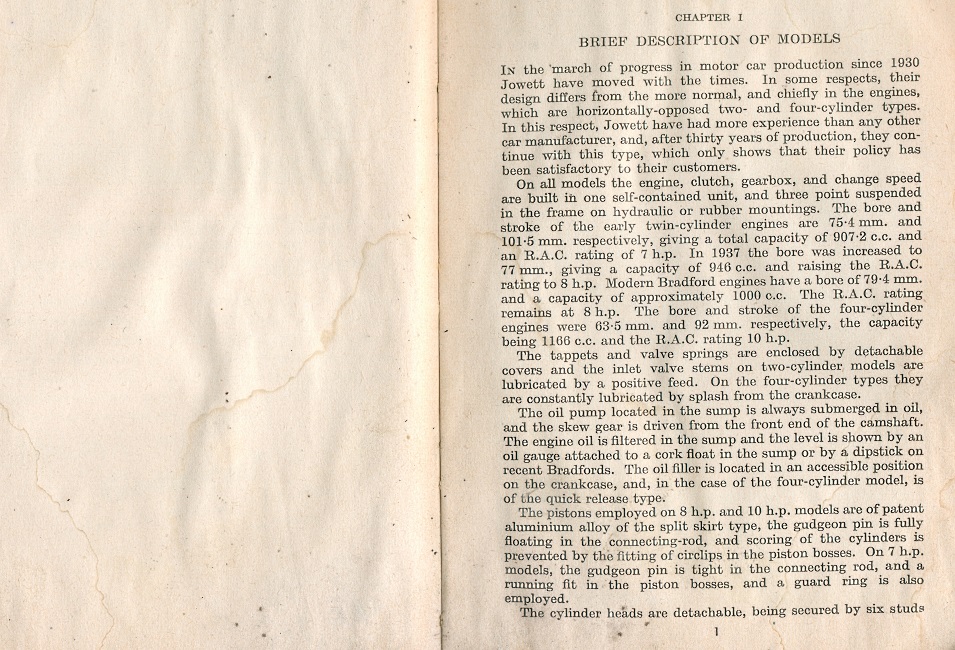 CHAPTER I
BRIEF DESCRIPTION OF MODELS
IN the march of progress in motor car production since 1930
Jowett have moved with the times. In some respects, their
design differs from the more normal, and chiefly in the engines,
which are horizontally-opposed two- and four-cylinder types.
In this respect, Jowett have had more experience than any other
car manufacturer, and, after thirty years of production, they con-
tinue with this type, which only shows that their policy has
been satisfactory to their customers.
On all models the engine, clutch, gearbox, and change speed
are built in one self-contained unit, and three point suspended
in the frame on hydraulic or rubber mountings. The bore and
stroke of the early twin-cylinder engines are 75·4 mm. and
101·5 mm. respectively, giving a total capacity of 907·2 c.c. and
an R.A.C. rating of 7 h.p. In 1937 the bore was increased to
77 mm., giving a capacity of 946 c.c. and raising the R.A.C.
rating to 8 h.p. Modern Bradford engines have a bore of 79·4 mm.
and a capacity of approximately 1000 c.c. The R.A.C. rating
remains at 8 h.p. The bore and stroke of the four-cylinder
engines were 63·5 mm. and 92 mm. respectively, the capacity
being 1166 c.c. and the R.A.C. rating 10 h.p.
The tappets and valve springs are enclosed by detachable
covers and the inlet valve stems on two-cylinder models are
lubricated by a positive feed. On the four-cylinder types they
are constantly lubricated by splash from the crankcase.
The oil pump located in the sump is always submerged in oil,
and the skew gear is driven from the front end of the camshaft.
The engine oil is filtered in the sump and the level is shown by an
oil gauge attached to a cork float in the sump or by a dipstick on
recent Bradfords. The oil filler is located in an accessible position
on the crankcase, and, in the case of the four-cylinder model, is
of the quick release type.
The pistons employed on 8 h.p. and 10 h.p. models are of patent
aluminium alloy of the split skirt type, the gudgeon pin is fully
floating in the connecting-rod, and scoring of the cylinders is
prevented by the fitting of circlips in the piston bosses. On 7 h.p.
models, the gudgeon pin is tight in the connecting rod, and a
running fit in the piston bosses, and a guard ring is also
employed.
The cylinder heads are detachable, being secured by six studs
1